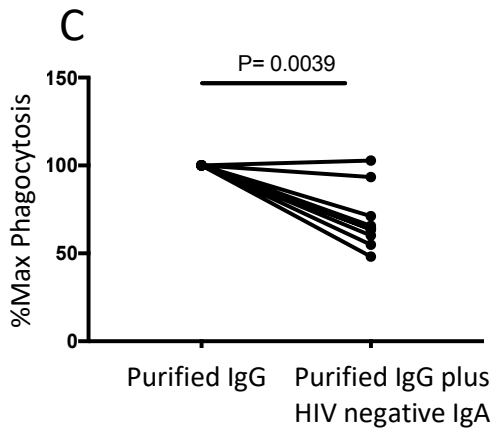 C
P= 0.0039
150
100
50
0
%Max Phagocytosis
Purified IgG
Purified IgG plus
HIV negative IgA